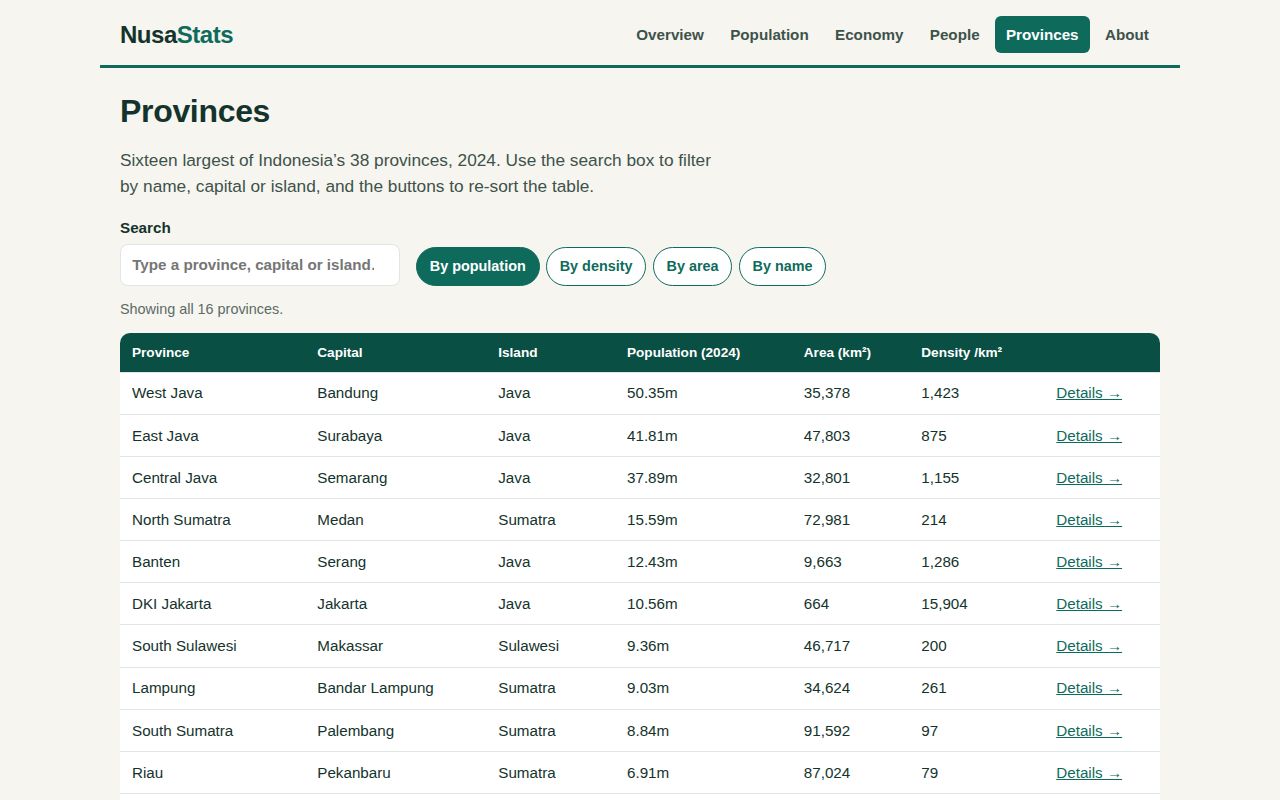 NusaStats Overview Population Economy People Provinces About
Provinces
Sixteen largest of Indonesia’s 38 provinces, 2024. Use the search box to filter
by name, capital or island, and the buttons to re-sort the table.
Search
Type a province, capital or island. By population By density By area By name
Showing all 16 provinces.
Province Capital Island Population (2024) Area (km²) Density /km²
West Java Bandung Java 50.35m 35,378 1,423 Details →
East Java Surabaya Java 41.81m 47,803 875 Details →
Central Java Semarang Java 37.89m 32,801 1,155 Details →
North Sumatra Medan Sumatra 15.59m 72,981 214 Details →
Banten Serang Java 12.43m 9,663 1,286 Details →
DKI Jakarta Jakarta Java 10.56m 664 15,904 Details →
South Sulawesi Makassar Sulawesi 9.36m 46,717 200 Details →
Lampung Bandar Lampung Sumatra 9.03m 34,624 261 Details →
South Sumatra Palembang Sumatra 8.84m 91,592 97 Details →
Riau Pekanbaru Sumatra 6.91m 87,024 79 Details →